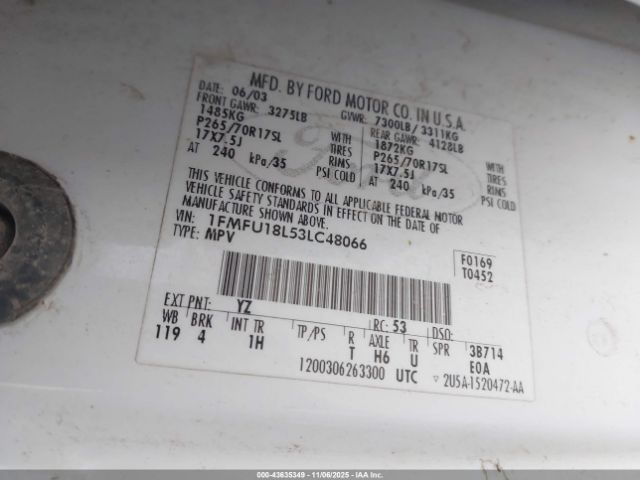 MFD. BY FORD MOTOR CO. IN U.S.A.
DATE: 06/03 GVWR: 7300LB/3311KG
FRONT GAWR: 3275LB REAR GAWR: 4128LB
1485KG WITH 1872KG WITH
P265/70R17SL TIRES P265/70R17SL TIRES
17X7.5J RIMS 17X7.5J RIMS
AT 240 kPa/35 PSI COLD AT 240 kPa/35 PSI COLD
THIS VEHICLE CONFORMS TO ALL APPLICABLE FEDERAL MOTOR
VEHICLE SAFETY STANDARDS IN EFFECT ON THE DATE OF
MANUFACTURE SHOWN ABOVE.
VIN: 1FMFU18L53LC48066
TYPE: MPV
F0169
T0452
EXT PNT: YZ RC: 53 DSO:
WB BRK INT TR TP/PS R AXLE TR SPR 3B714
119 4 1H T H6 U E0A
1200306263300 UTC 2U5A-1520472-AA
Ford
000-43635349 - 11/06/2025 - IAAI.COM